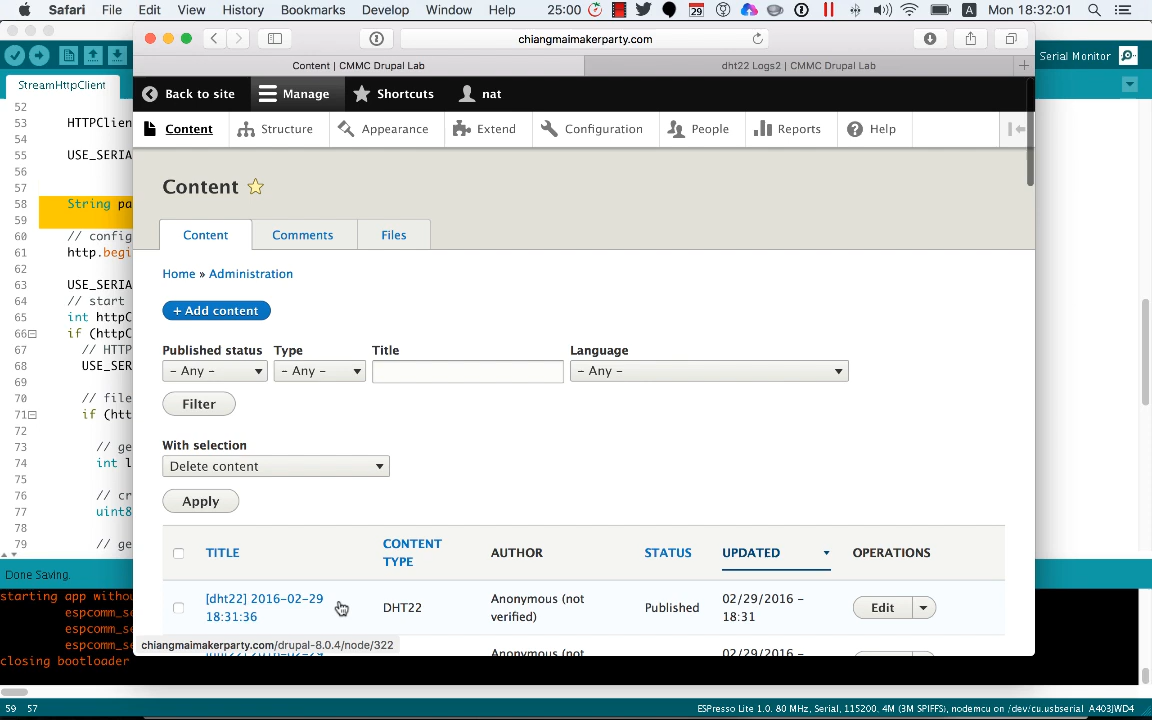 Safari File Edit View History Bookmarks Develop Window Help 25:00 29 A Mon 18:32:01
chiangmaimakerparty.com
Serial Monitor
Content | CMMC Drupal Lab dht22 Logs2 | CMMC Drupal Lab
StreamHttpClient
Back to site Manage Shortcuts nat
Content Structure Appearance Extend Configuration People Reports Help
52
53 HTTPClien
54
55 USE_SERIA
56
57
58 String pa
59
60 // config
61 http.begi
62
63 USE_SERIA
64 // start
65 int httpC
66 if (httpC
67 // HTTP
68 USE_SER
69
70 // file
71 if (htt
72
73 // ge
74 int l
75
76 // cr
77 uint8
78
79 // ge
Content
Content Comments Files
Home » Administration
+ Add content
Published status Type Title Language
- Any - - Any - - Any -
Filter
With selection
Delete content
Apply
TITLE CONTENT TYPE AUTHOR STATUS UPDATED OPERATIONS
[dht22] 2016-02-29 18:31:36 DHT22 Anonymous (not verified) Published 02/29/2016 - 18:31 Edit
[dht22] 2016-02-29 Anonymous (not 02/29/2016 -
chiangmaimakerparty.com/drupal-8.0.4/node/322
Done Saving.
starting app withou
espcomm_se
espcomm_se
espcomm_se
closing bootloader
59 57 ESPresso Lite 1.0, 80 MHz, Serial, 115200, 4M (3M SPIFFS), nodemcu on /dev/cu.usbserial A403JWD4